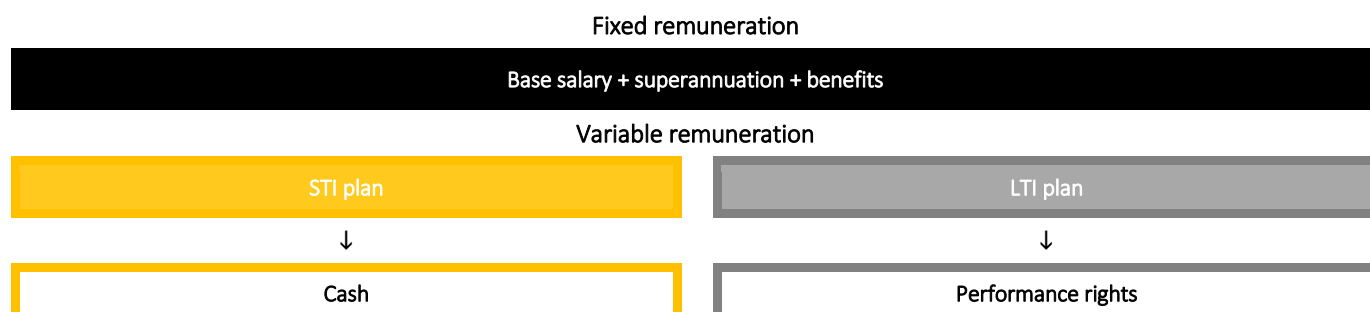 Fixed remuneration
Base salary + superannuation + benefits
Variable remuneration
STI plan
LTI plan
↓
↓
Cash
Performance rights